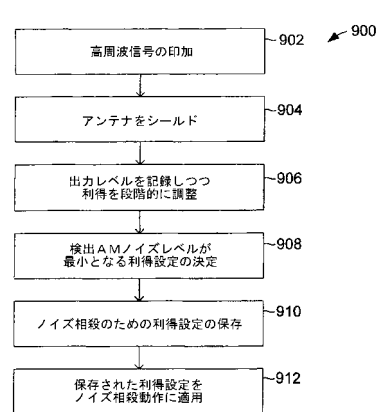 900
高周波信号の印加
902
アンテナをシールド
904
出力レベルを記録しつつ
利得を段階的に調整
906
検出AMノイズレベルが
最小となる利得設定の決定
908
ノイズ相殺のための利得設定の保存
910
保存された利得設定を
ノイズ相殺動作に適用
912